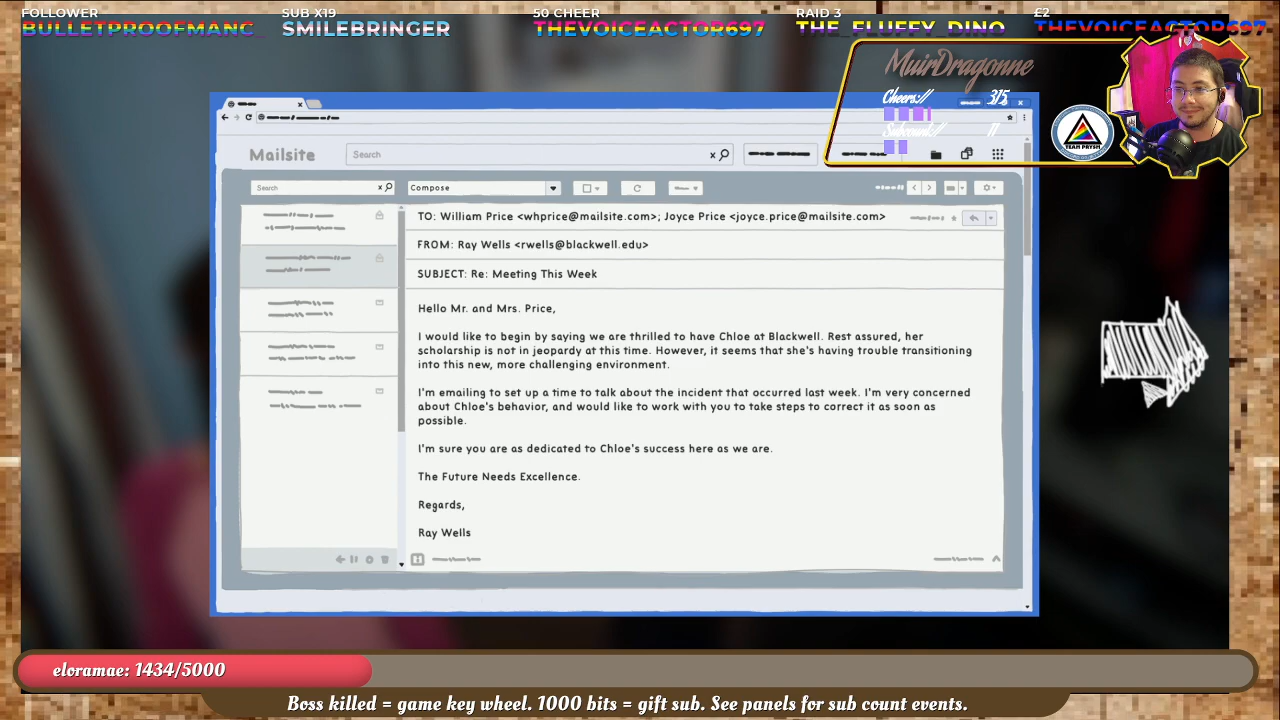 FOLLOWER
BULLETPROOFMANC
SUB X19
SMILEBRINGER
50 CHEER
THEVOICEACTOR697
RAID 3
THE_FLUFFY_DINO
£2
THEVOICEACTOR697
MuirDragonne
Cheers:// 3/5
Subcount://
TEAM PRYSM
Mailsite
Search
x
Search
x
Compose
TO: William Price <whprice@mailsite.com>; Joyce Price <joyce.price@mailsite.com>
FROM: Ray Wells <rwells@blackwell.edu>
SUBJECT: Re: Meeting This Week
Hello Mr. and Mrs. Price,
I would like to begin by saying we are thrilled to have Chloe at Blackwell. Rest assured, her
scholarship is not in jeopardy at this time. However, it seems that she's having trouble transitioning
into this new, more challenging environment.
I'm emailing to set up a time to talk about the incident that occurred last week. I'm very concerned
about Chloe's behavior, and would like to work with you to take steps to correct it as soon as
possible.
I'm sure you are as dedicated to Chloe's success here as we are.
The Future Needs Excellence.
Regards,
Ray Wells
eloramae: 1434/5000
Boss killed = game key wheel. 1000 bits = gift sub. See panels for sub count events.